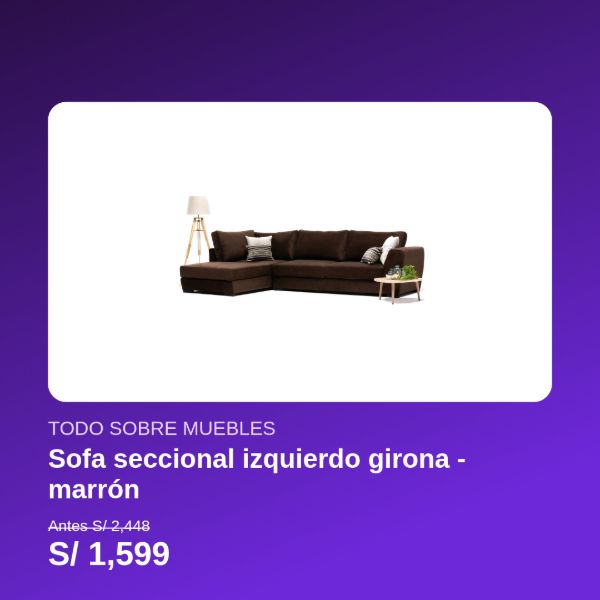 TODO SOBRE MUEBLES
Sofa seccional izquierdo girona -
marrón
Antes S/ 2,448
S/ 1,599